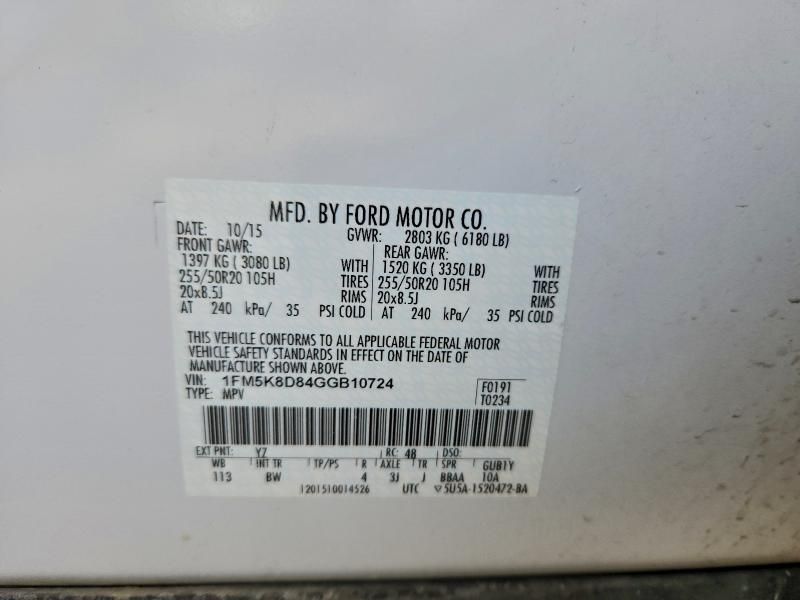 MFD. BY FORD MOTOR CO.
DATE: 10/15 GVWR: 2803 KG ( 6180 LB)
FRONT GAWR: REAR GAWR:
1397 KG ( 3080 LB) WITH 1520 KG ( 3350 LB) WITH
255/50R20 105H TIRES 255/50R20 105H TIRES
20x8.5J RIMS 20x8.5J RIMS
AT 240 kPa/ 35 PSI COLD AT 240 kPa/ 35 PSI COLD
THIS VEHICLE CONFORMS TO ALL APPLICABLE FEDERAL MOTOR
VEHICLE SAFETY STANDARDS IN EFFECT ON THE DATE OF
MANUFACTURE SHOWN ABOVE.
VIN: 1FM5K8D84GGB10724 F0191
TYPE: MPV T0234
EXT PNT: YZ RC: 48 DSO:
WB INT TR TP/PS R AXLE TR SPR GUB1Y
113 BW 4 3J J BBAA 10A
1201510014526 UTC ▽5U5A-1520472-BA